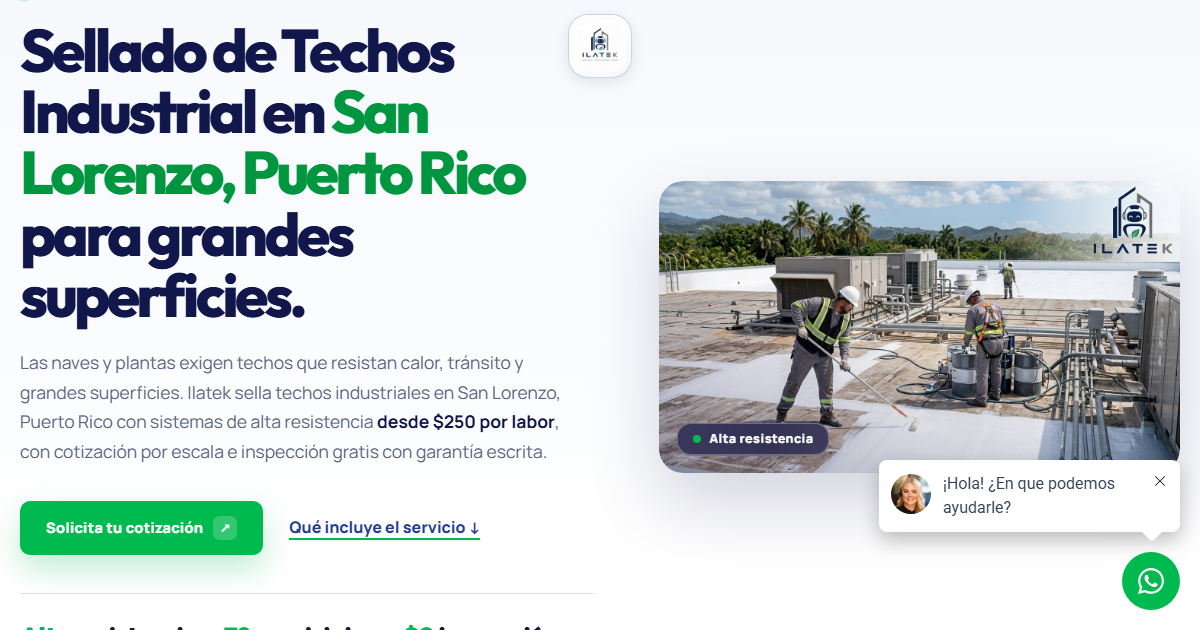 Sellado de Techos
Industrial en San
Lorenzo, Puerto Rico
para grandes
superficies.
Las naves y plantas exigen techos que resistan calor, tránsito y
grandes superficies. Ilatek sella techos industriales en San Lorenzo,
Puerto Rico con sistemas de alta resistencia desde $250 por labor,
con cotización por escala e inspección gratis con garantía escrita.
Solicita tu cotización ↗
Qué incluye el servicio ↓
ILATEK
ILATEK
Alta resistencia
¡Hola! ¿En que podemos
ayudarle?